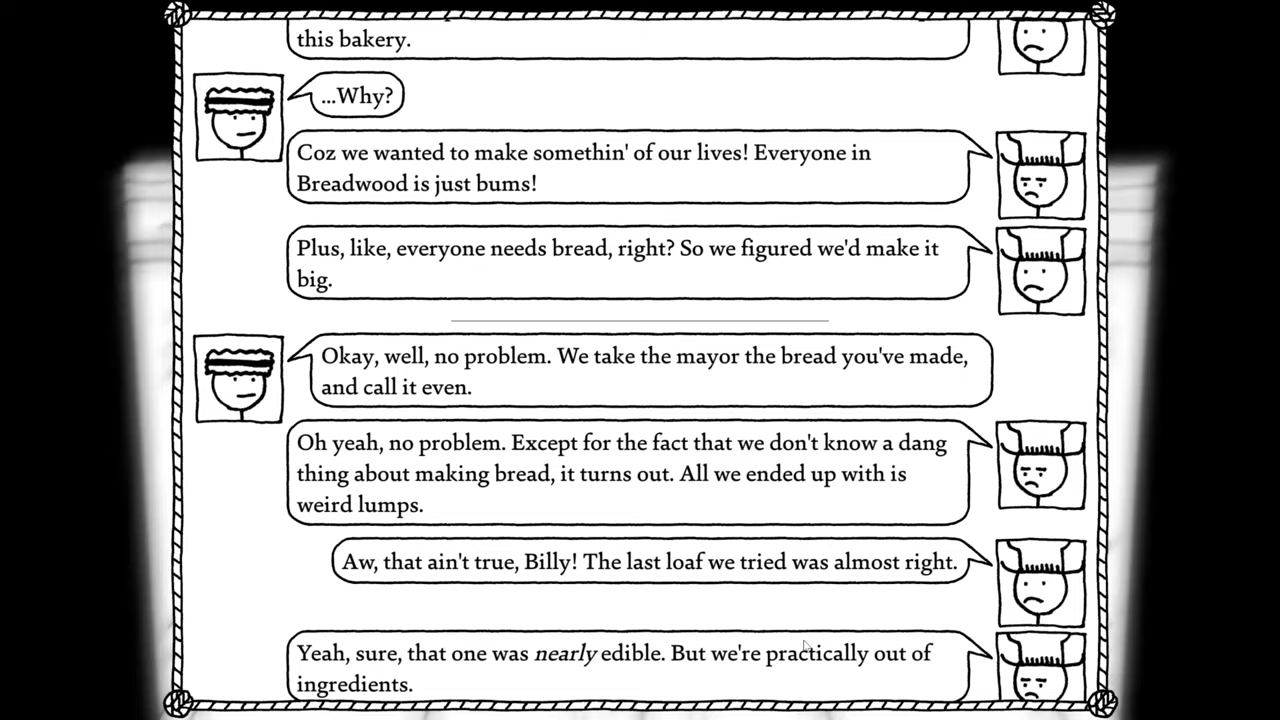 this bakery.
...Why?
Coz we wanted to make somethin' of our lives! Everyone in
Breadwood is just bums!
Plus, like, everyone needs bread, right? So we figured we'd make it
big.
Okay, well, no problem. We take the mayor the bread you've made,
and call it even.
Oh yeah, no problem. Except for the fact that we don't know a dang
thing about making bread, it turns out. All we ended up with is
weird lumps.
Aw, that ain't true, Billy! The last loaf we tried was almost right.
Yeah, sure, that one was nearly edible. But we're practically out of
ingredients.